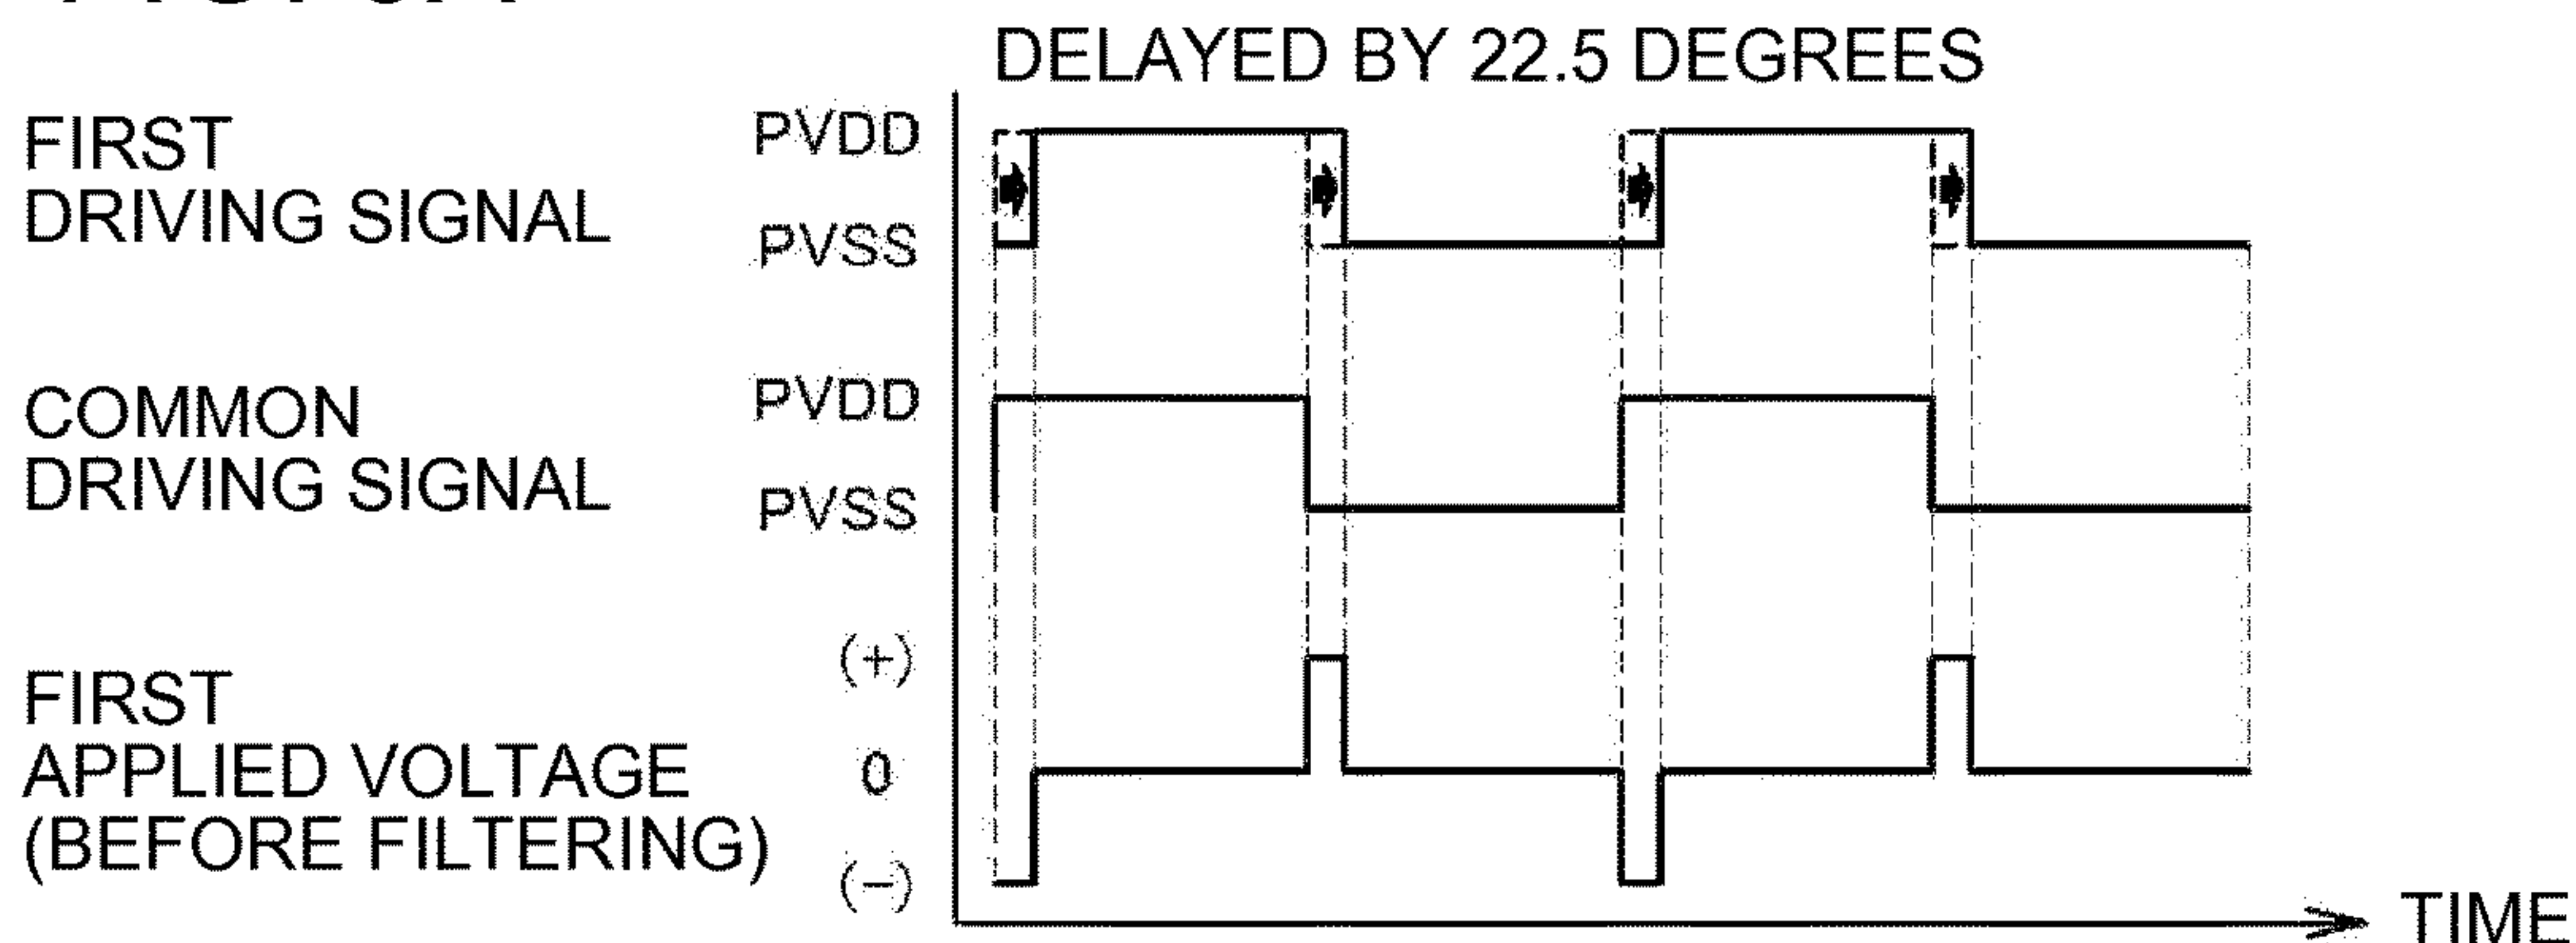 DELAYED BY 22.5 DEGREES
FIRST
DRIVING SIGNAL
PVDD
PVSS
COMMON
DRIVING SIGNAL
PVDD
PVSS
FIRST
APPLIED VOLTAGE
(BEFORE FILTERING)
(+)
0
(−)
TIME